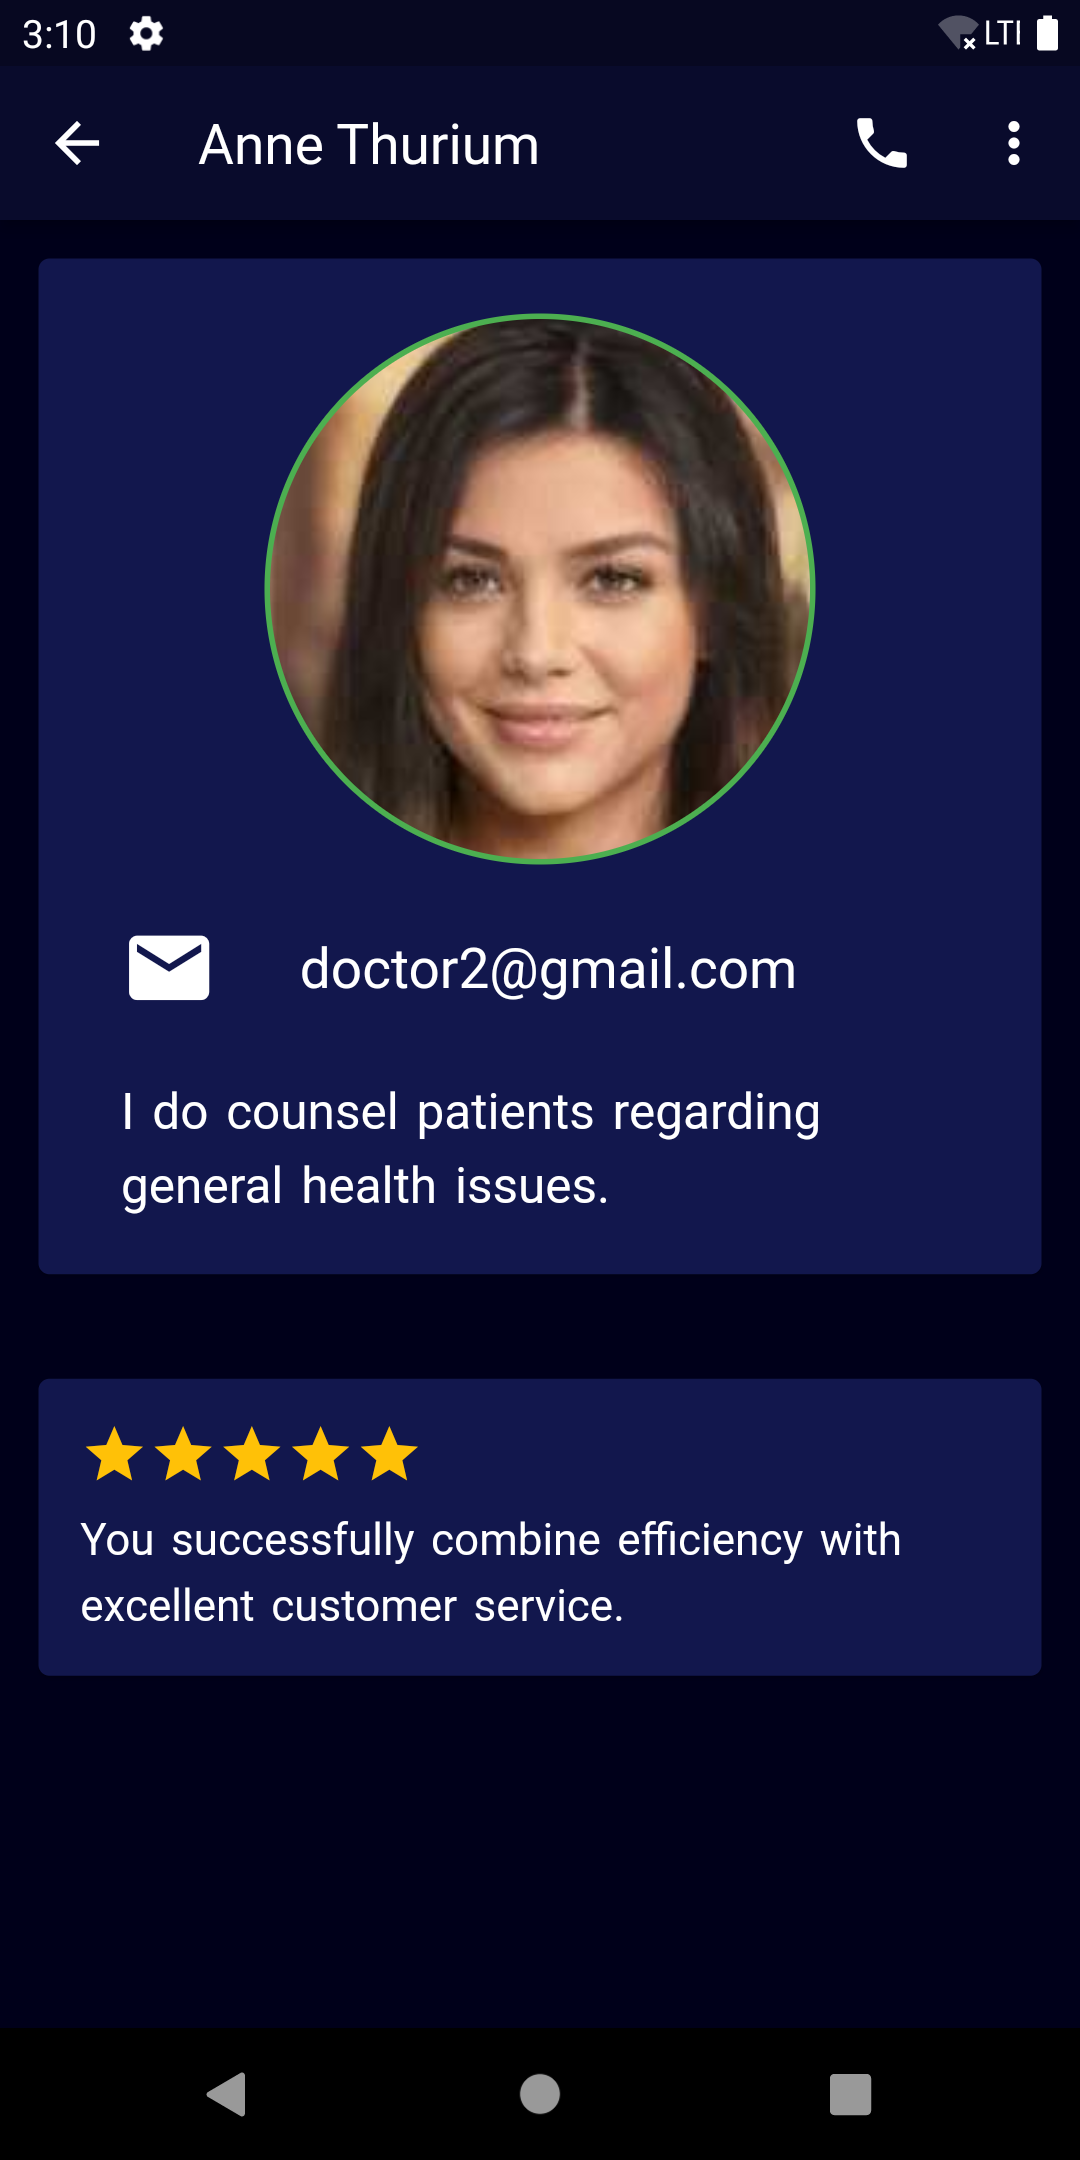 3:10
LTE
Anne Thurium
doctor2@gmail.com
I do counsel patients regarding
general health issues.
You successfully combine efficiency with
excellent customer service.